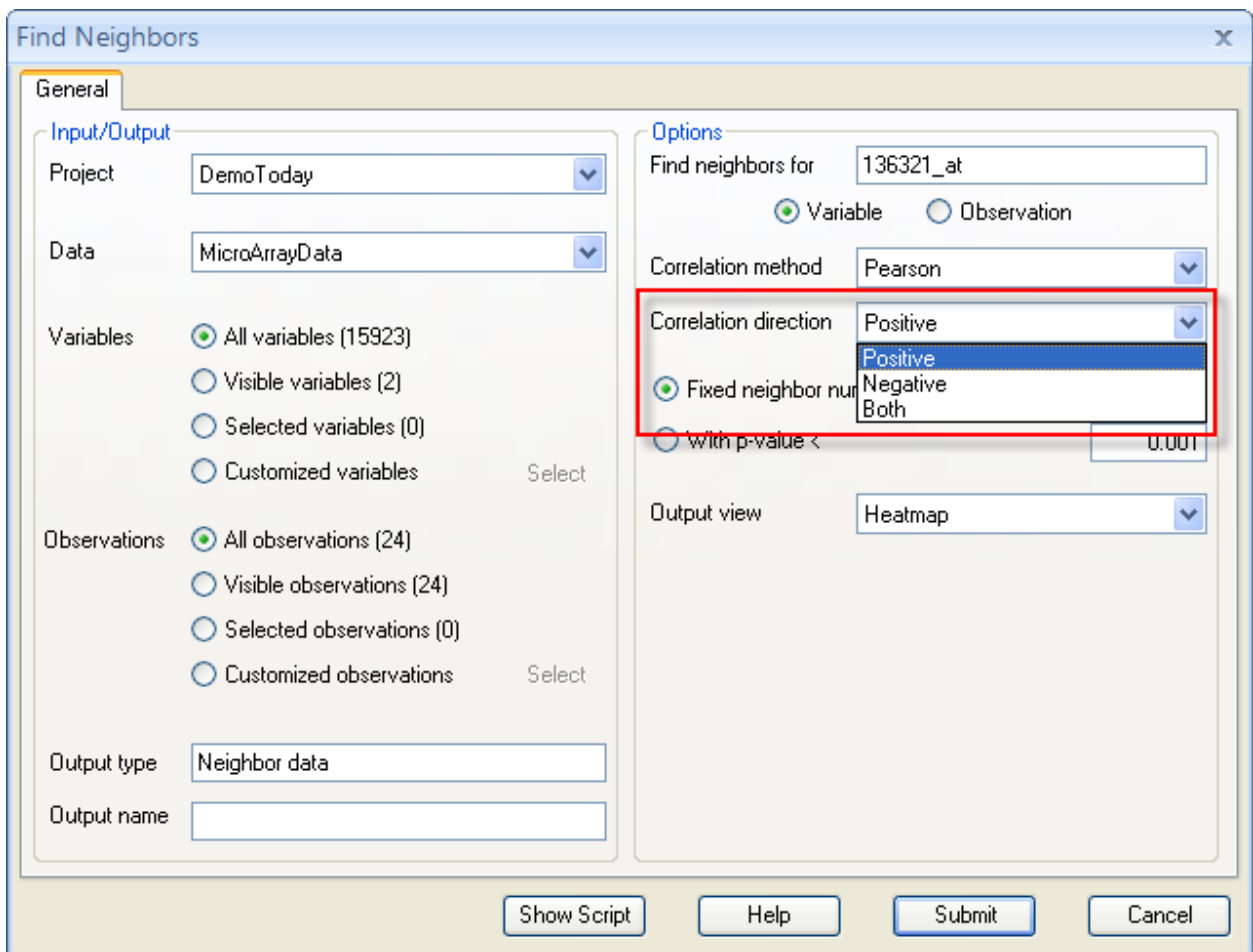 Find Neighbors
General
Input/Output
Project
DemoToday
Data
MicroArrayData
Variables
All variables (15923)
Visible variables (2)
Selected variables (0)
Customized variables
Select
Observations
All observations (24)
Visible observations (24)
Selected observations (0)
Customized observations
Select
Output type
Neighbor data
Output name
Options
Find neighbors for
136321_at
Variable
Observation
Correlation method
Pearson
Correlation direction
Positive
Positive
Negative
Both
Fixed neighbor
With p-value <
0.001
Output view
Heatmap
Show Script
Help
Submit
Cancel